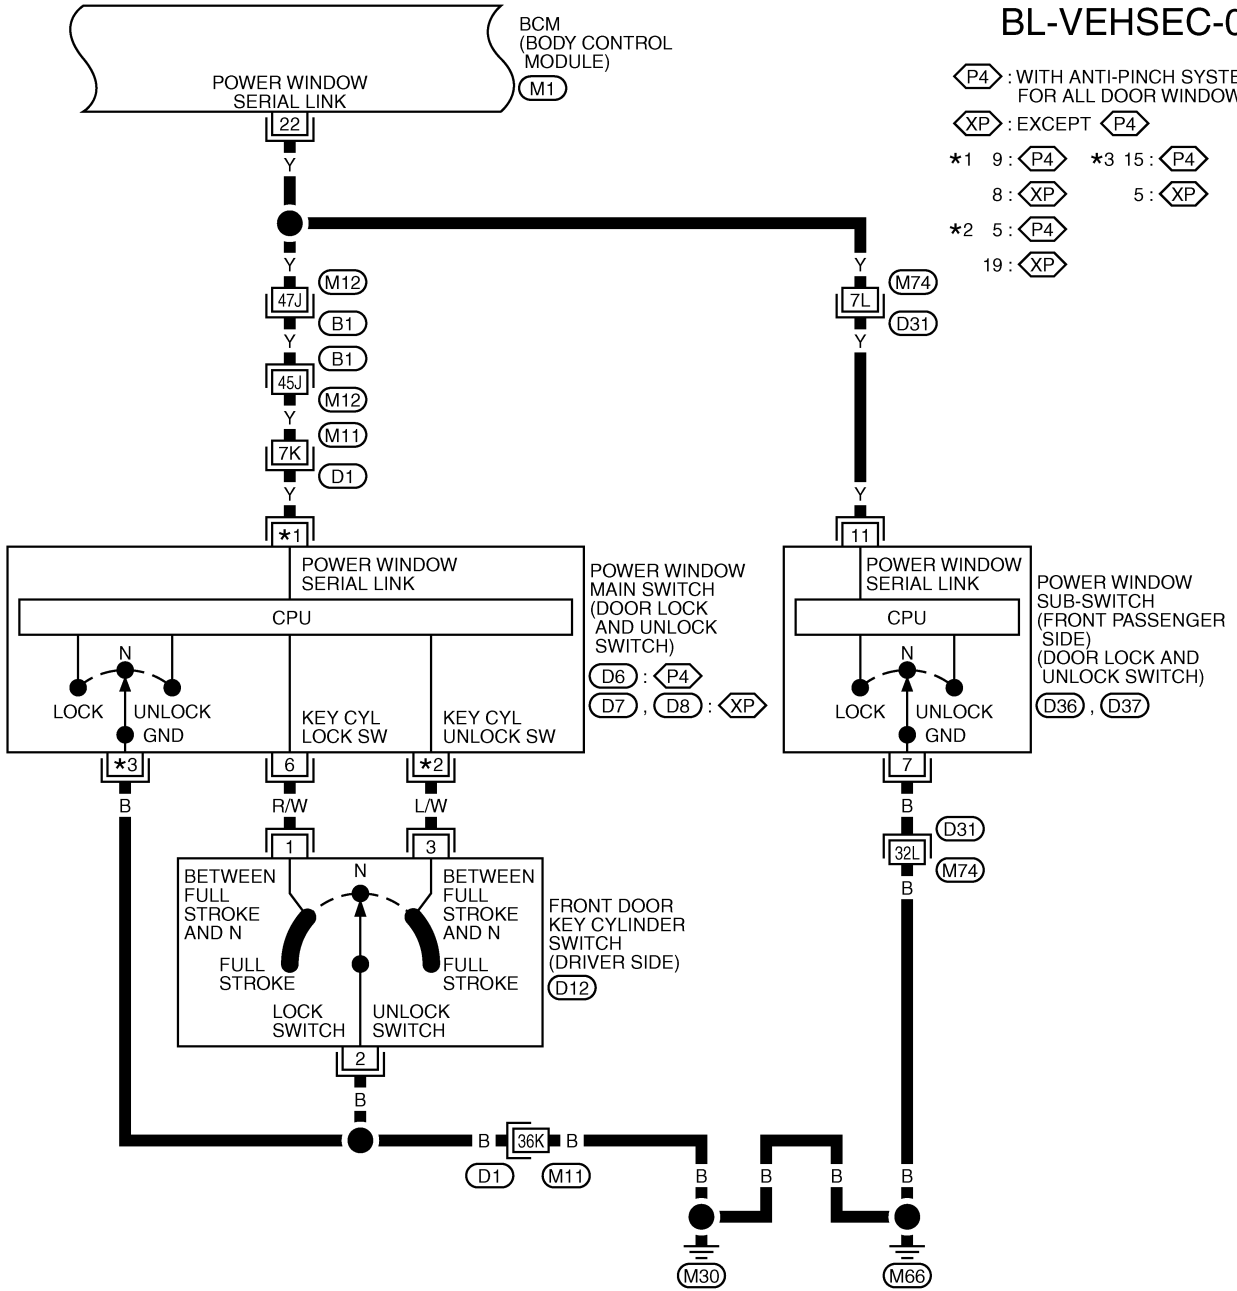 BL-VEHSEC-0
BCM
(BODY CONTROL
MODULE)
M1
POWER WINDOW
SERIAL LINK
22
P4 : WITH ANTI-PINCH SYSTE
FOR ALL DOOR WINDOW
XP : EXCEPT P4
*1 9 : P4 *3 15 : P4
8 : XP 5 : XP
*2 5 : P4
19 : XP
Y
Y Y
47J M12 7L M74
B1 D31
Y Y
B1
45J
M12
Y
M11
7K
D1
Y Y
*1 11
POWER WINDOW
SERIAL LINK
CPU
N
LOCK UNLOCK
GND
KEY CYL
LOCK SW
KEY CYL
UNLOCK SW
POWER WINDOW
MAIN SWITCH
(DOOR LOCK
AND UNLOCK
SWITCH)
D6 : P4
D7 , D8 : XP
POWER WINDOW
SERIAL LINK
CPU
N
LOCK UNLOCK
GND
POWER WINDOW
SUB-SWITCH
(FRONT PASSENGER
SIDE)
(DOOR LOCK AND
UNLOCK SWITCH)
D36 , D37
*3 6 *2 7
B R/W L/W B
1 3
D31
32L
M74
B
BETWEEN
FULL
STROKE
AND N
FULL
STROKE
N
BETWEEN
FULL
STROKE
AND N
FULL
STROKE
LOCK
SWITCH
UNLOCK
SWITCH
FRONT DOOR
KEY CYLINDER
SWITCH
(DRIVER SIDE)
D12
2
B
B 36K B
D1 M11
B B B B
M30 M66